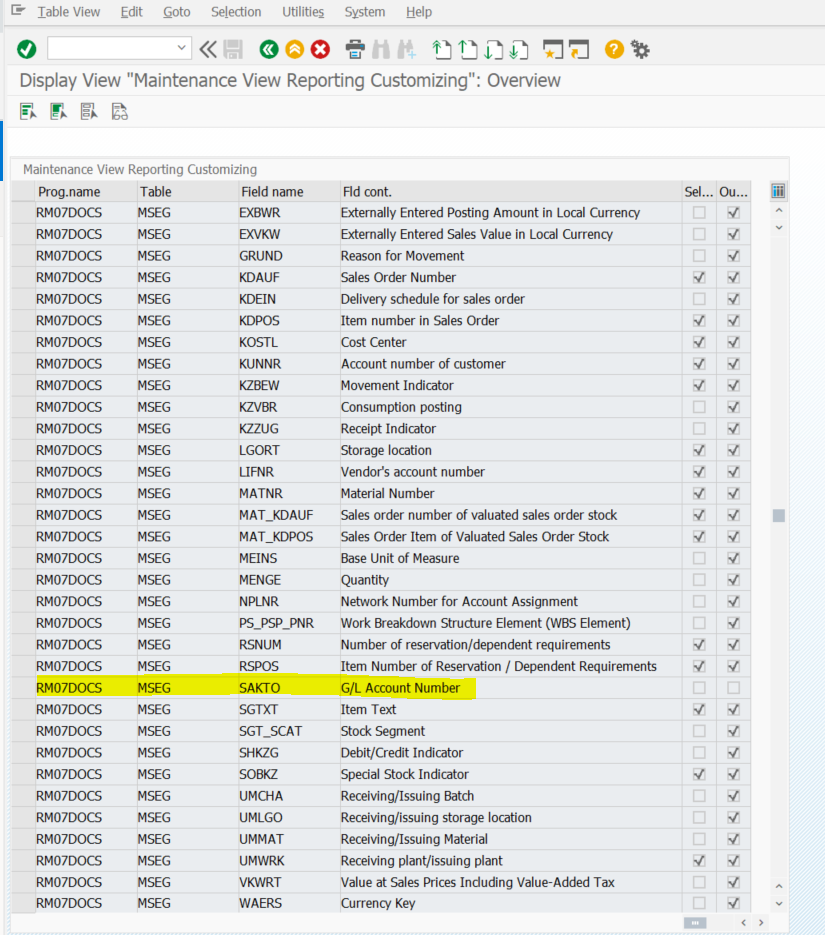 Table View Edit Goto Selection Utilities System Help
Display View "Maintenance View Reporting Customizing": Overview
Maintenance View Reporting Customizing
Prog.name Table Field name Fld cont. Sel... Ou...
RM07DOCS MSEG EXBWR Externally Entered Posting Amount in Local Currency
RM07DOCS MSEG EXVKW Externally Entered Sales Value in Local Currency
RM07DOCS MSEG GRUND Reason for Movement
RM07DOCS MSEG KDAUF Sales Order Number
RM07DOCS MSEG KDEIN Delivery schedule for sales order
RM07DOCS MSEG KDPOS Item number in Sales Order
RM07DOCS MSEG KOSTL Cost Center
RM07DOCS MSEG KUNNR Account number of customer
RM07DOCS MSEG KZBEW Movement Indicator
RM07DOCS MSEG KZVBR Consumption posting
RM07DOCS MSEG KZZUG Receipt Indicator
RM07DOCS MSEG LGORT Storage location
RM07DOCS MSEG LIFNR Vendor's account number
RM07DOCS MSEG MATNR Material Number
RM07DOCS MSEG MAT_KDAUF Sales order number of valuated sales order stock
RM07DOCS MSEG MAT_KDPOS Sales Order Item of Valuated Sales Order Stock
RM07DOCS MSEG MEINS Base Unit of Measure
RM07DOCS MSEG MENGE Quantity
RM07DOCS MSEG NPLNR Network Number for Account Assignment
RM07DOCS MSEG PS_PSP_PNR Work Breakdown Structure Element (WBS Element)
RM07DOCS MSEG RSNUM Number of reservation/dependent requirements
RM07DOCS MSEG RSPOS Item Number of Reservation / Dependent Requirements
RM07DOCS MSEG SAKTO G/L Account Number
RM07DOCS MSEG SGTXT Item Text
RM07DOCS MSEG SGT_SCAT Stock Segment
RM07DOCS MSEG SHKZG Debit/Credit Indicator
RM07DOCS MSEG SOBKZ Special Stock Indicator
RM07DOCS MSEG UMCHA Receiving/Issuing Batch
RM07DOCS MSEG UMLGO Receiving/issuing storage location
RM07DOCS MSEG UMMAT Receiving/Issuing Material
RM07DOCS MSEG UMWRK Receiving plant/issuing plant
RM07DOCS MSEG VKWRT Value at Sales Prices Including Value-Added Tax
RM07DOCS MSEG WAERS Currency Key